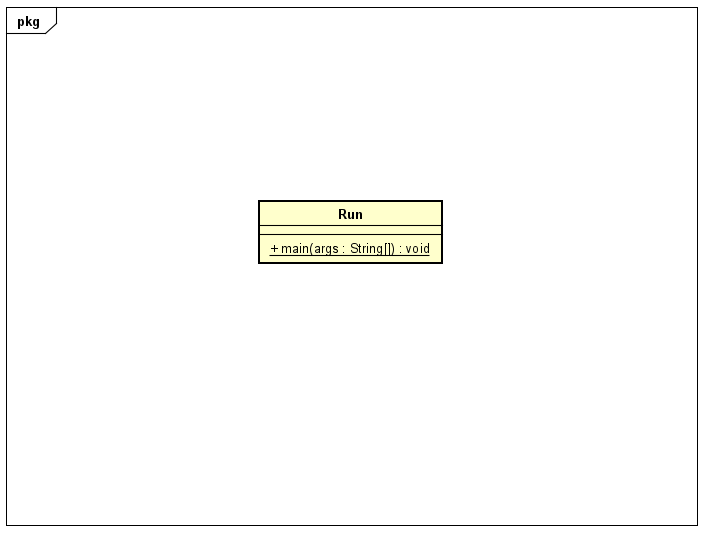 pkg
Run
+ main(args : String[]) : void